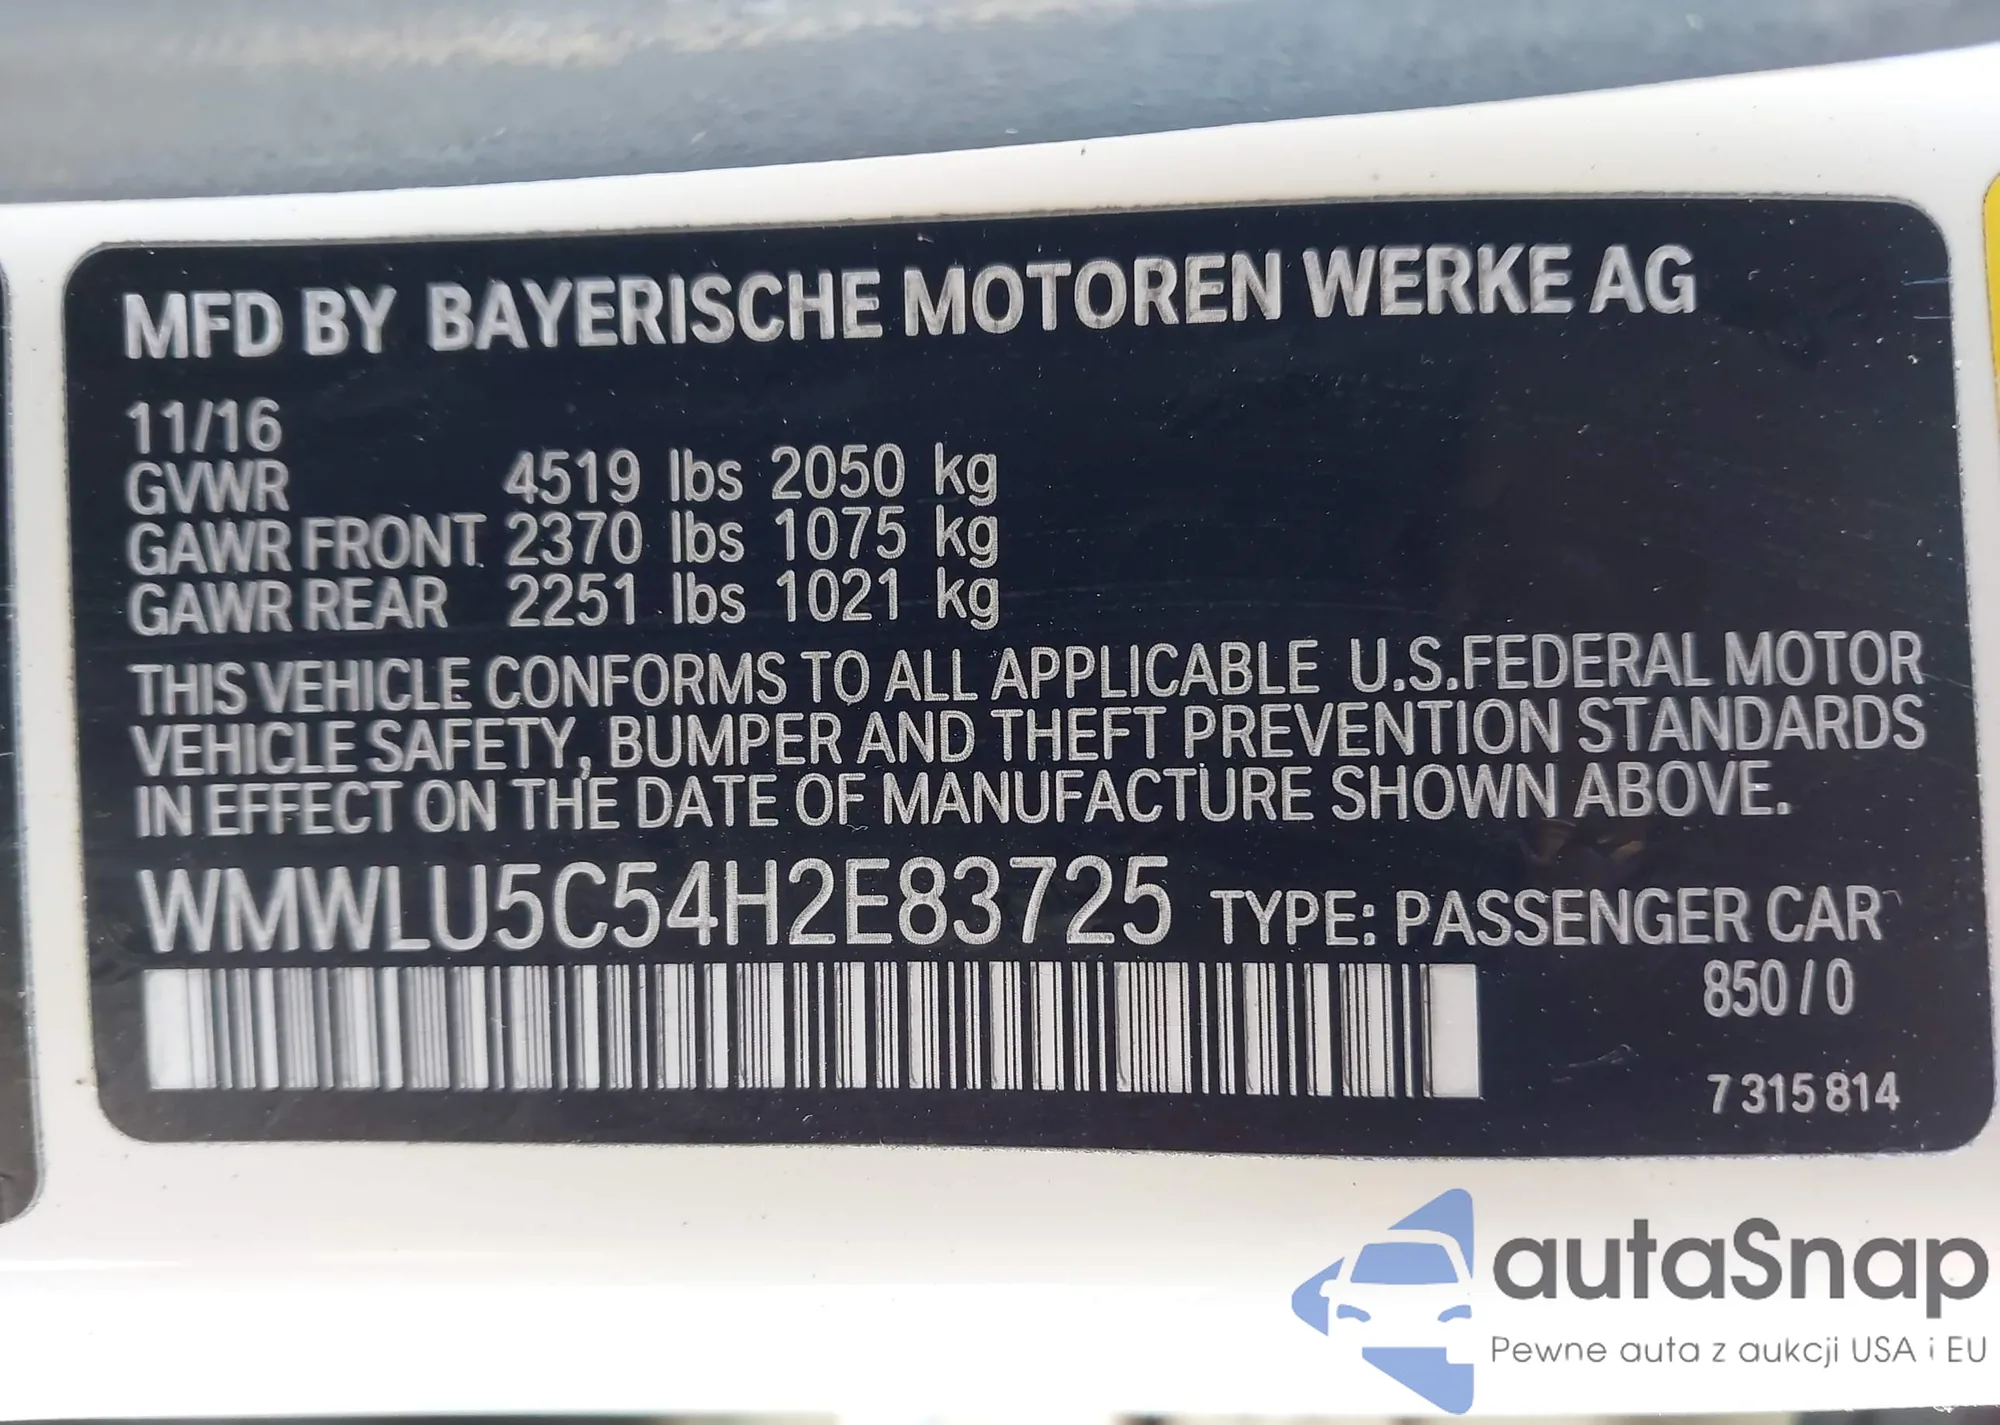 MFD BY BAYERISCHE MOTOREN WERKE AG
11/16
GVWR 4519 lbs 2050 kg
GAWR FRONT 2370 lbs 1075 kg
GAWR REAR 2251 lbs 1021 kg
THIS VEHICLE CONFORMS TO ALL APPLICABLE U.S.FEDERAL MOTOR
VEHICLE SAFETY, BUMPER AND THEFT PREVENTION STANDARDS
IN EFFECT ON THE DATE OF MANUFACTURE SHOWN ABOVE.
WMWLU5C54H2E83725 TYPE: PASSENGER CAR
850/0
7 315 814
autaSnap
Pewne auta z aukcji USA i EU